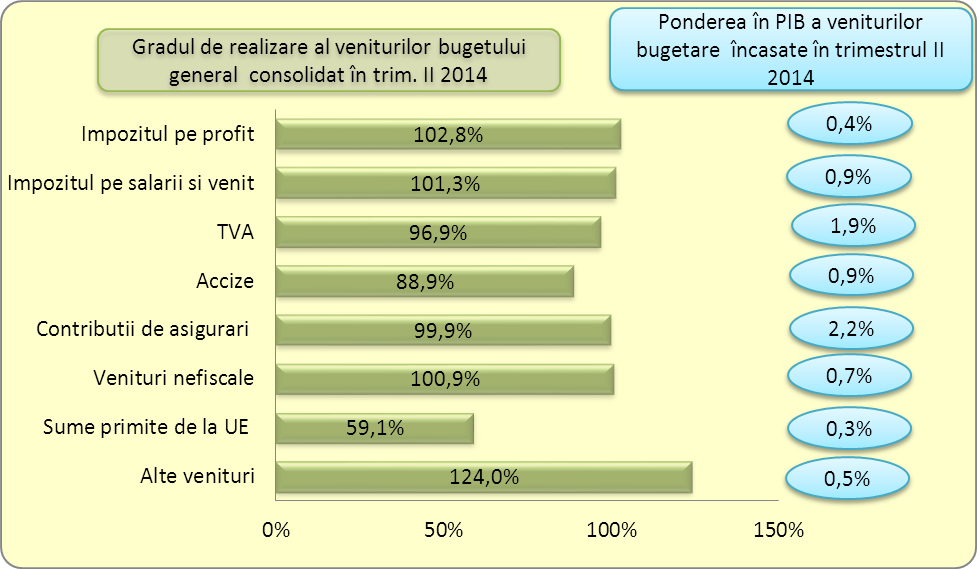 Gradul de realizare al veniturilor bugetului
general consolidat în trim. II 2014
Ponderea în PIB a veniturilor
bugetare încasate în trimestrul II
2014
Impozitul pe profit 102,8% 0,4%
Impozitul pe salarii si venit 101,3% 0,9%
TVA 96,9% 1,9%
Accize 88,9% 0,9%
Contributii de asigurari 99,9% 2,2%
Venituri nefiscale 100,9% 0,7%
Sume primite de la UE 59,1% 0,3%
Alte venituri 124,0% 0,5%
0% 50% 100% 150%